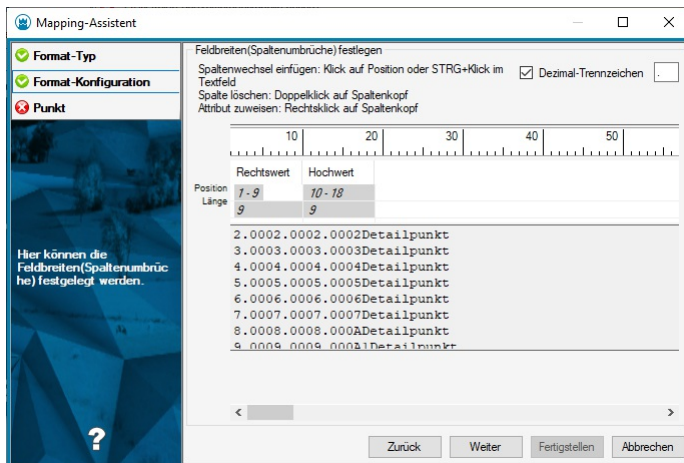 Mapping-Assistent
Format-Typ
Format-Konfiguration
Punkt
Hier können die
Feldbreiten(Spaltenumbrüc
he) festgelegt werden.
?
Feldbreiten(Spaltenumbrüche) festlegen
Spaltenwechsel einfügen: Klick auf Position oder STRG+Klick im
Textfeld
Spalte löschen: Doppelklick auf Spaltenkopf
Attribut zuweisen: Rechtsklick auf Spaltenkopf
Dezimal-Trennzeichen .
10 20 30 40 50
Rechtswert Hochwert
Position 1 - 9 10 - 18
Länge 9 9
2.0002.0002.0002Detailpunkt
3.0003.0003.0003Detailpunkt
4.0004.0004.0004Detailpunkt
5.0005.0005.0005Detailpunkt
6.0006.0006.0006Detailpunkt
7.0007.0007.0007Detailpunkt
8.0008.0008.000ADetailpunkt
9.0009.0009.000AlDetailpunkt
Zurück Weiter Fertigstellen Abbrechen